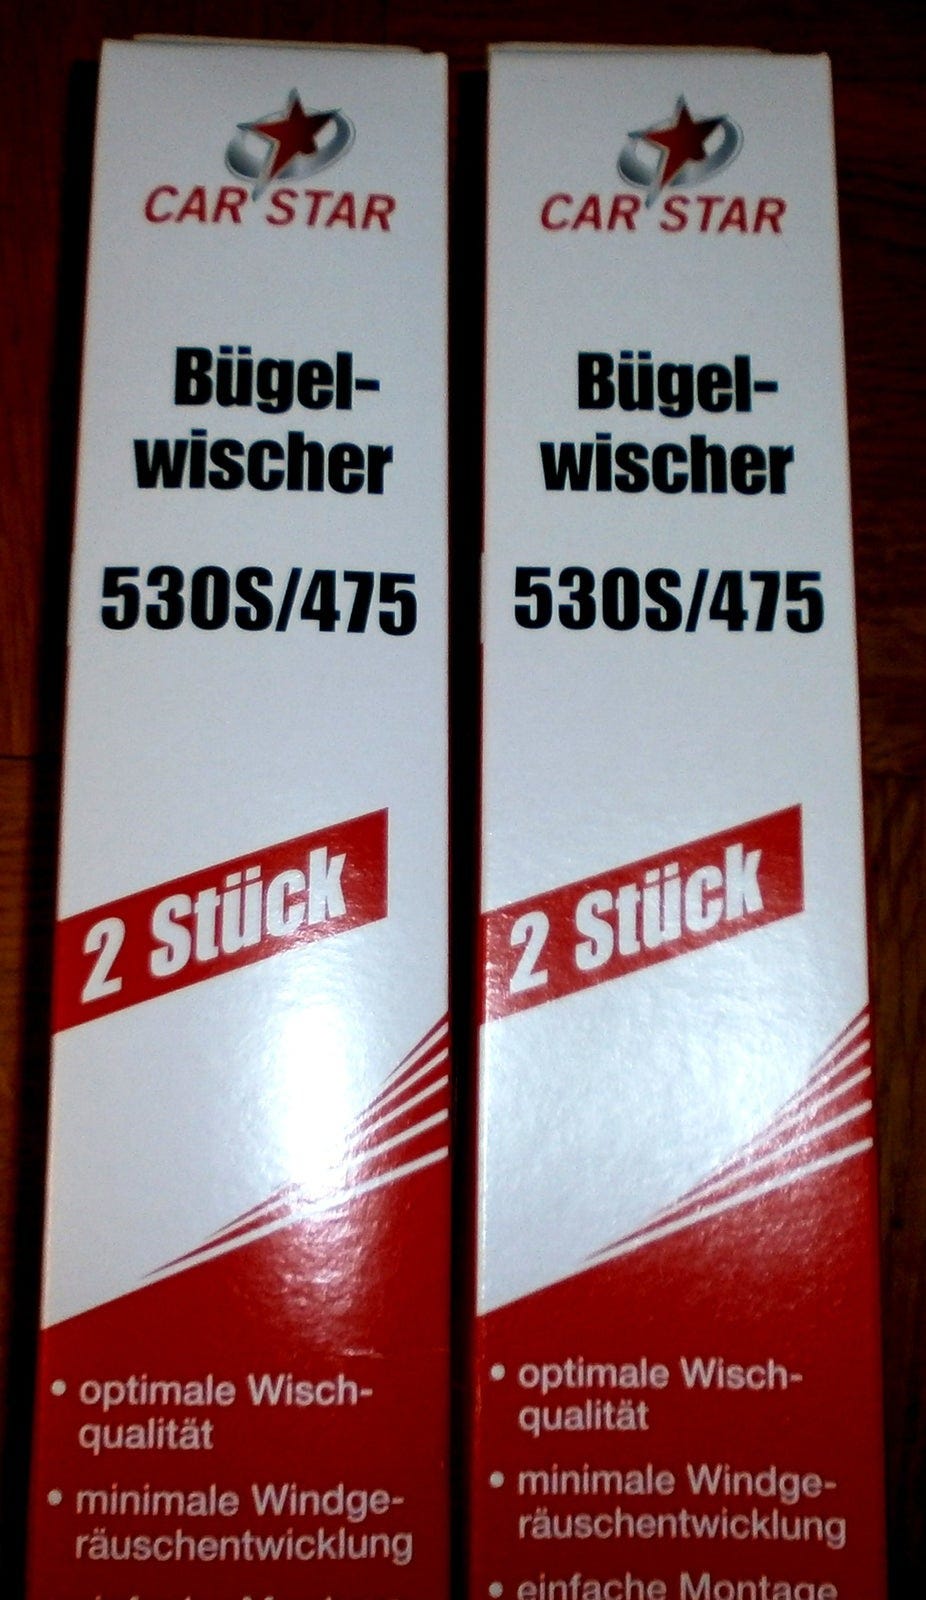 CAR STAR
Bügel-
wischer
530S/475
2 Stück
• optimale Wisch-
qualität
• minimale Windge-
räuschentwicklung
CAR STAR
Bügel-
wischer
530S/475
2 Stück
• optimale Wisch-
qualität
• minimale Windge-
räuschentwicklung
• einfache Montage